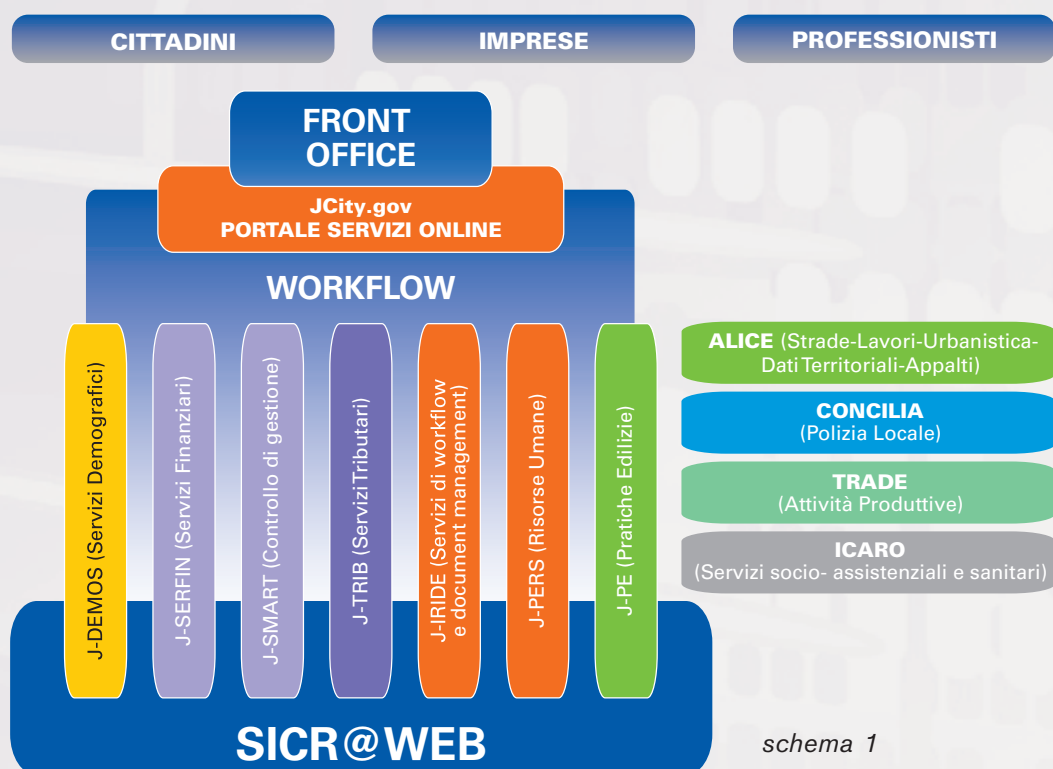 CITTADINI
IMPRESE
PROFESSIONISTI
FRONT
OFFICE
JCity.gov
PORTALE SERVIZI ONLINE
WORKFLOW
J-DEMOS (Servizi Demografici)
J-SERFIN (Servizi Finanziari)
J-SMART (Controllo di gestione)
J-TRIB (Servizi Tributari)
J-IRIDE (Servizi di workflow
e document management)
J-PERS (Risorse Umane)
J-PE (Pratiche Edilizie)
ALICE (Strade-Lavori-Urbanistica-
Dati Territoriali-Appalti)
CONCILIA
(Polizia Locale)
TRADE
(Attività Produttive)
ICARO
(Servizi socio- assistenziali e sanitari)
SICR@WEB
schema 1